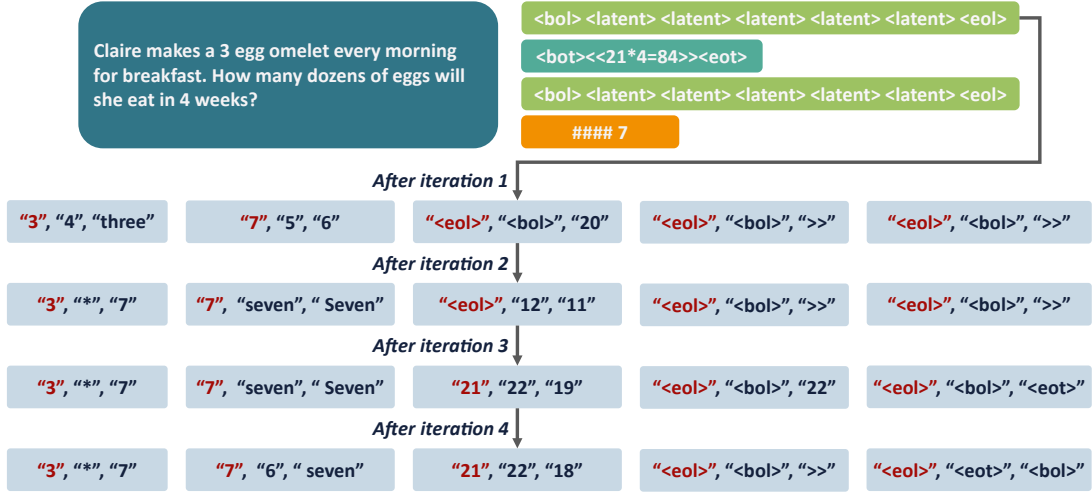 Claire makes a 3 egg omelet every morning
for breakfast. How many dozens of eggs will
she eat in 4 weeks?
<bol> <latent> <latent> <latent> <latent> <latent> <eol>
<bot><<21*4=84>><eot>
<bol> <latent> <latent> <latent> <latent> <latent> <eol>
#### 7
After iteration 1
“3”, “4”, “three”
“7”, “5”, “6”
“<eol>”, “<bol>”, “20”
“<eol>”, “<bol>”, “>>”
“<eol>”, “<bol>”, “>>”
After iteration 2
“3”, “*”, “7”
“7”, “seven”, “ Seven”
“<eol>”, “12”, “11”
“<eol>”, “<bol>”, “>>”
“<eol>”, “<bol>”, “>>”
After iteration 3
“3”, “*”, “7”
“7”, “seven”, “ Seven”
“21”, “22”, “19”
“<eol>”, “<bol>”, “22”
“<eol>”, “<bol>”, “<eot>”
After iteration 4
“3”, “*”, “7”
“7”, “6”, “ seven”
“21”, “22”, “18”
“<eol>”, “<bol>”, “>>”
“<eol>”, “<eot>”, “<bol>”